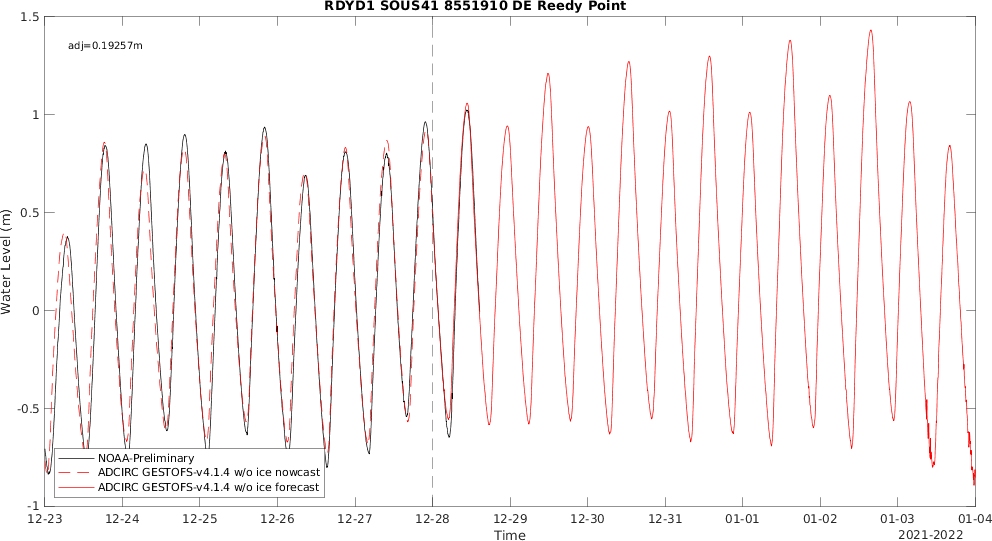 RDYD1 SOUS41 8551910 DE Reedy Point
adj=0.19257m
1.5
1
0.5
0
-0.5
-1
Water Level (m)
NOAA-Preliminary
ADCIRC GESTOFS-v4.1.4 w/o ice nowcast
ADCIRC GESTOFS-v4.1.4 w/o ice forecast
12-23 12-24 12-25 12-26 12-27 12-28 12-29 12-30 12-31 01-01 01-02 01-03 01-04
Time
2021-2022